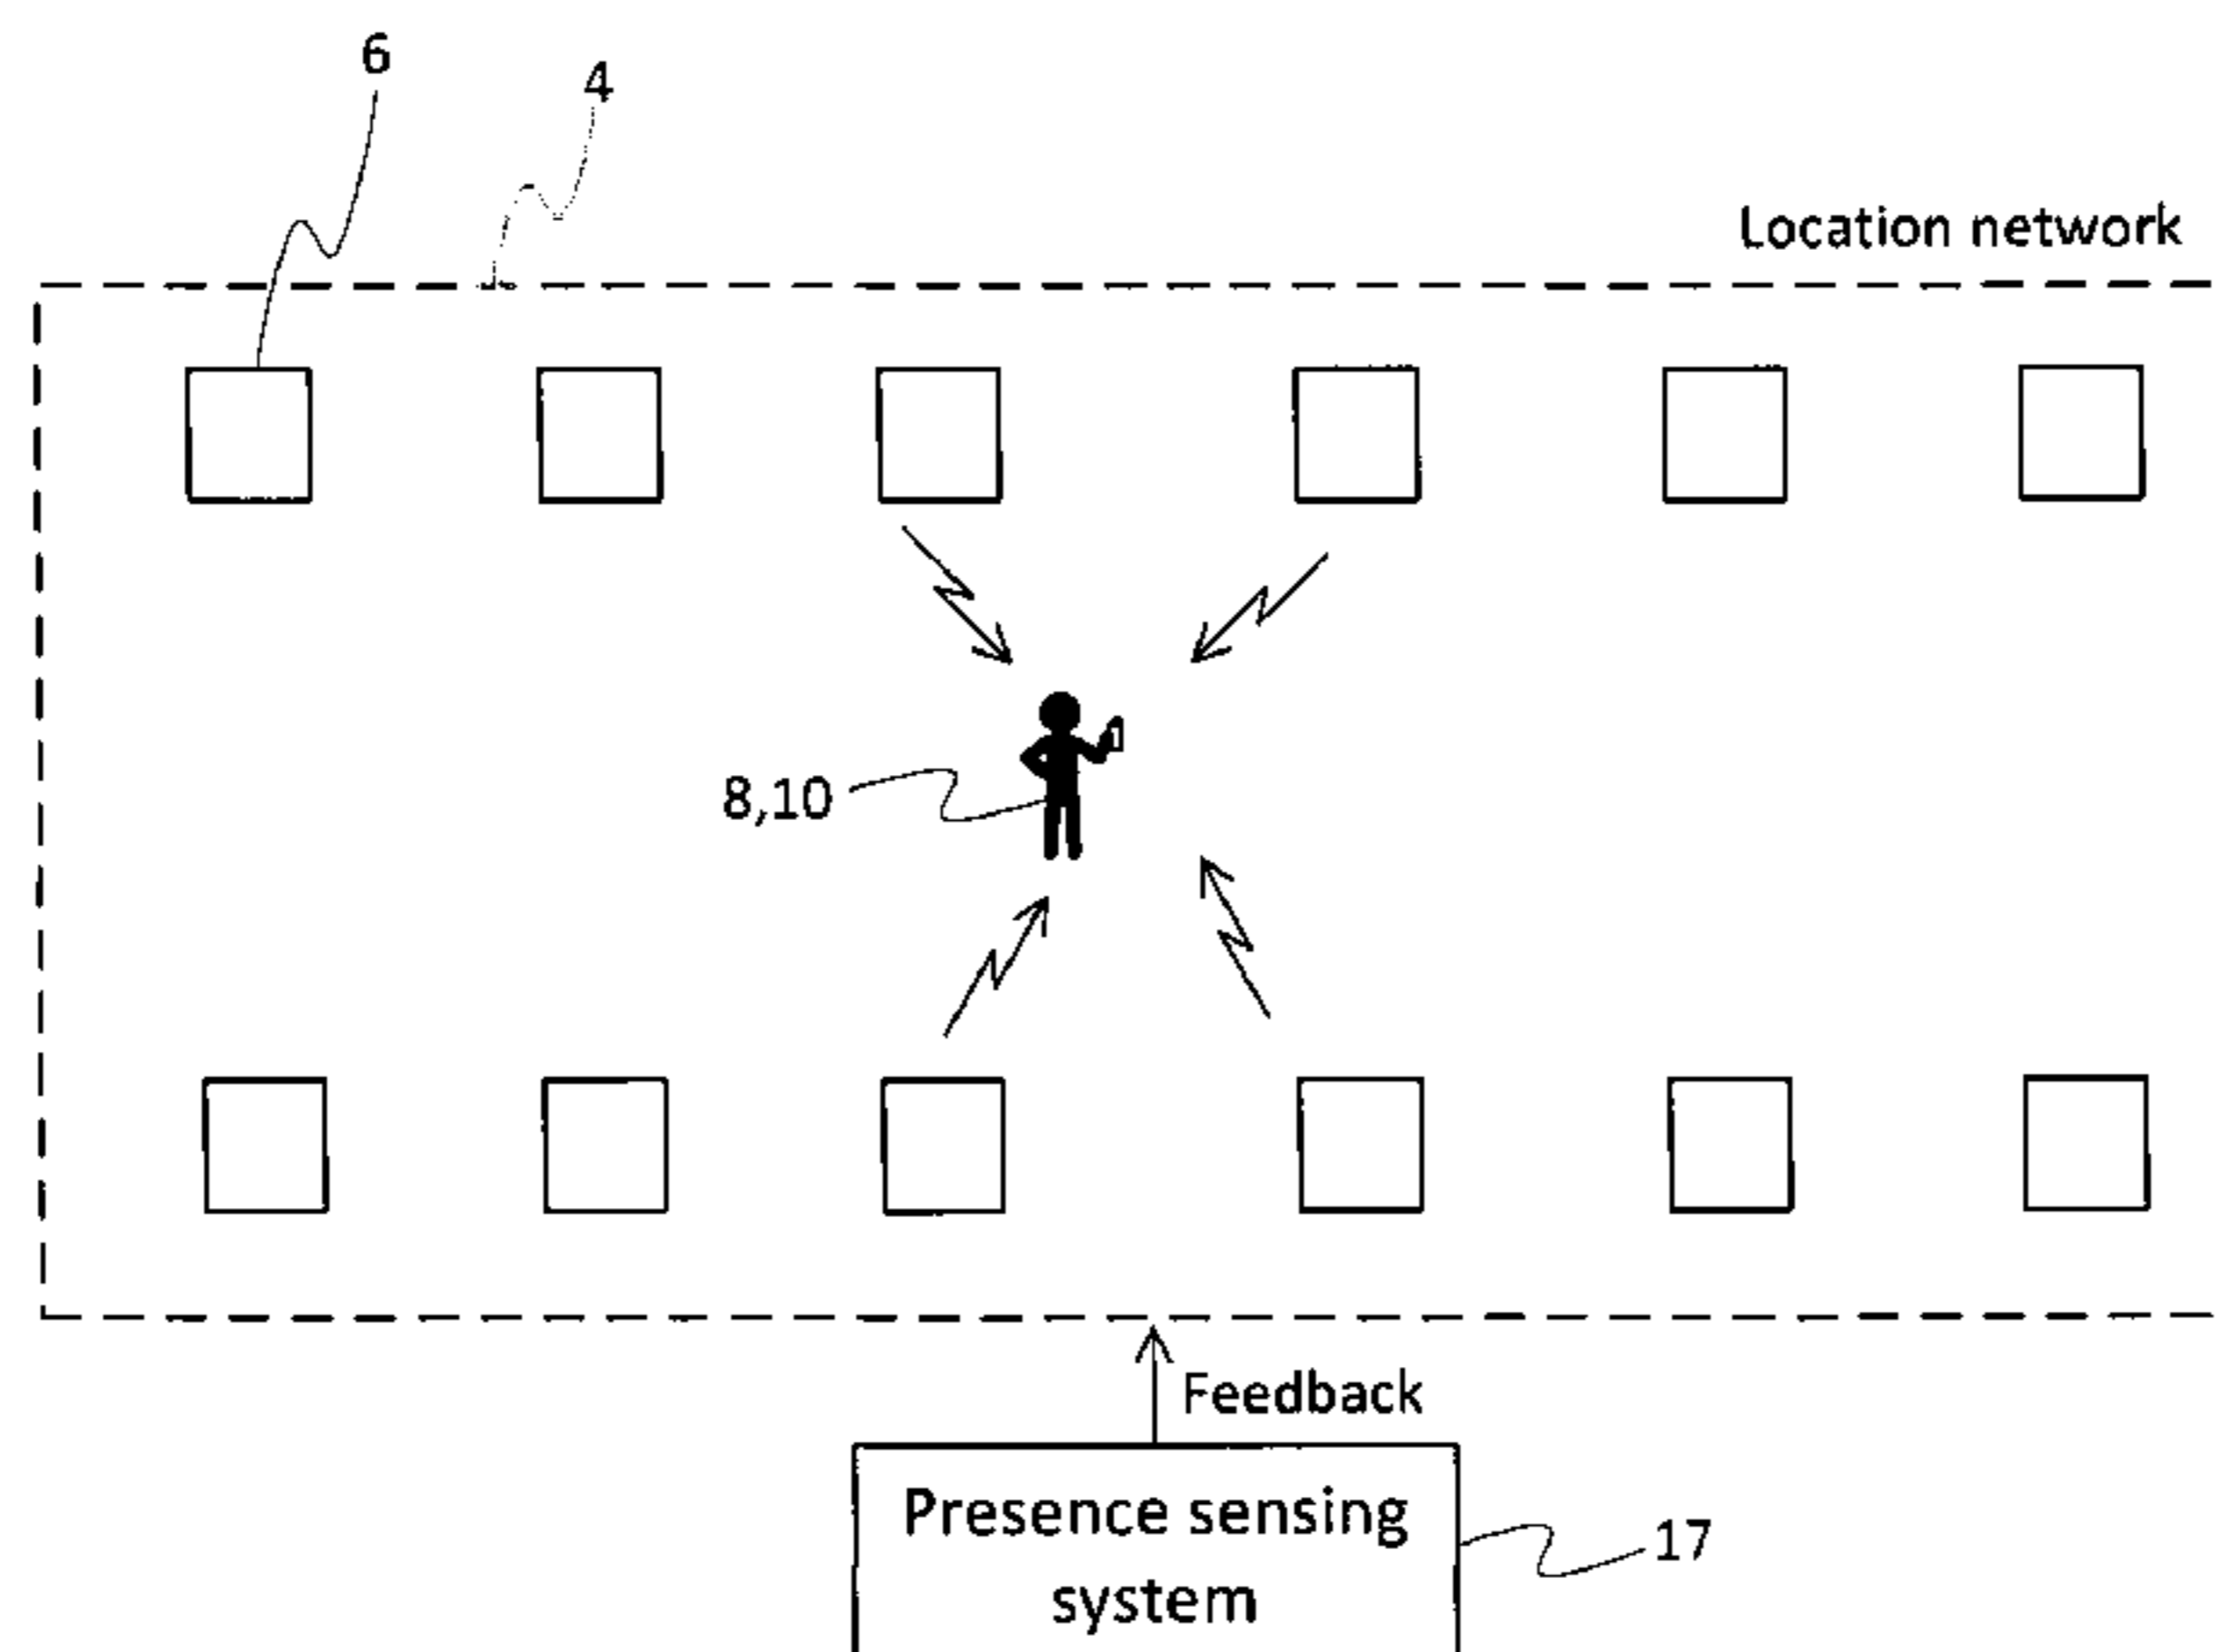 6
4
Location network
8,10
Feedback
Presence sensing
system
17